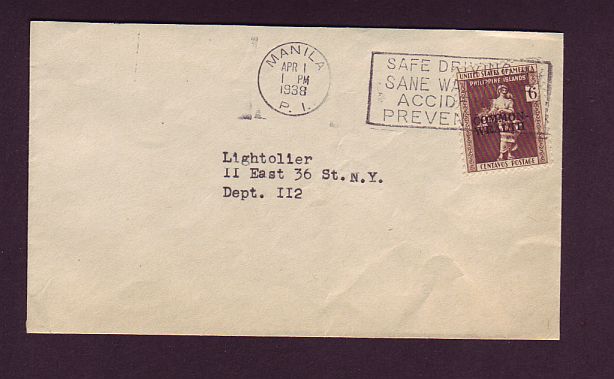 MANILA
APR 1
1 PM
1938
P. I.
SAFE DRIVING
SANE WA
ACCID
PREVEN
UNITED STATES OF AMERICA
PHILIPPINE ISLANDS
6
COMMON-
WEALTH
CENTAVOS POSTAGE
Lightolier
11 East 36 St. N.Y.
Dept. 112